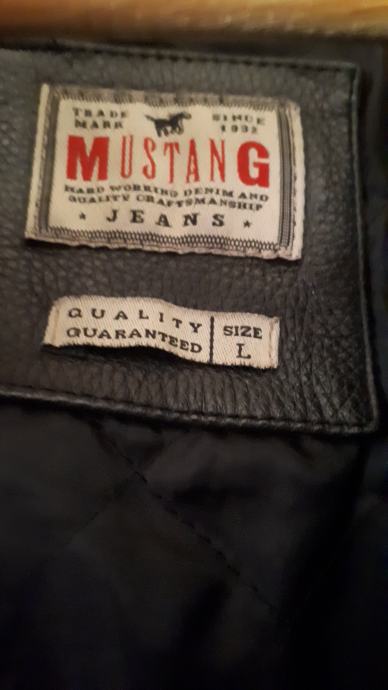 TRADE MARK
SINCE 1932
MUSTANG
HARD WORKING DENIM AND
QUALITY CRAFTSMANSHIP
* JEANS *
QUALITY
GUARANTEED
SIZE
L